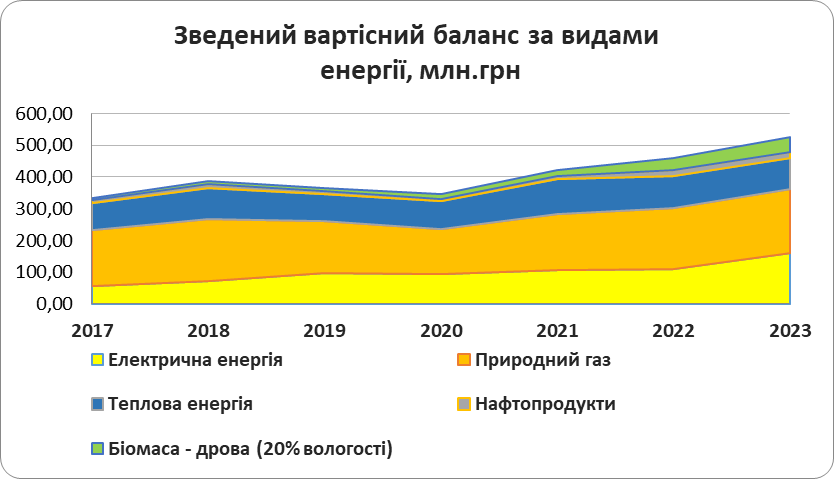 Зведений вартісний баланс за видами
енергії, млн.грн
600,00
500,00
400,00
300,00
200,00
100,00
0,00
2017 2018 2019 2020 2021 2022 2023
Електрична енергія Природний газ
Теплова енергія Нафтопродукти
Біомаса - дрова (20% вологості)